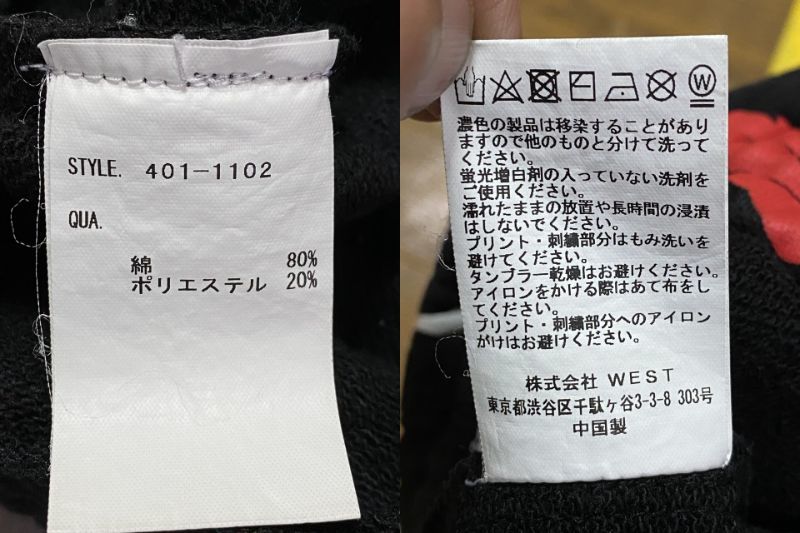 STYLE. 401-1102
QUA.
綿 80%
ポリエステル 20%
濃色の製品は移染することがあり
ますので他のものと分けて洗って
ください。
蛍光増白剤の入っていない洗剤を
ご使用ください。
濡れたままの放置や長時間の浸漬
はしないでください。
プリント・刺繍部分はもみ洗いを
避けてください。
タンブラー乾燥はお避けください。
アイロンをかける際はあて布をし
てください。
プリント・刺繍部分へのアイロン
がけはお避けください。
株式会社 WEST
東京都渋谷区千駄ヶ谷3-3-8 303号
中国製